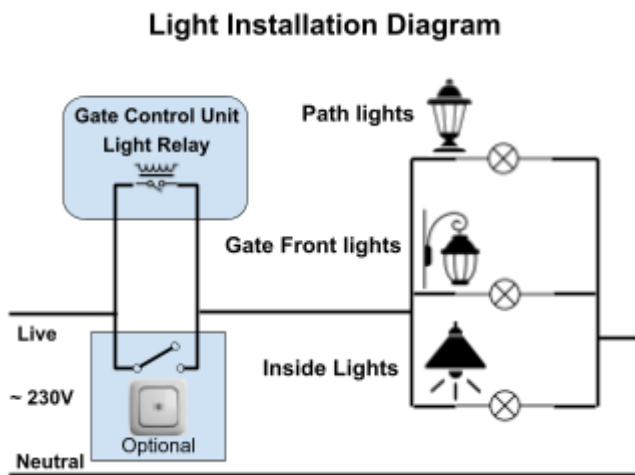 Light Installation Diagram
Gate Control Unit
Light Relay
Path lights
Gate Front lights
Live
Inside Lights
~ 230V
Optional
Neutral